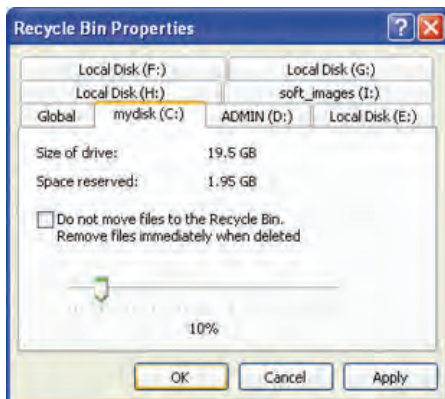 Recycle Bin Properties
Local Disk (F:) Local Disk (G:)
Local Disk (H:) soft_images (I:)
Global mydisk (C:) ADMIN (D:) Local Disk (E:)
Size of drive: 19.5 GB
Space reserved: 1.95 GB
Do not move files to the Recycle Bin.
Remove files immediately when deleted
10%
OK Cancel Apply